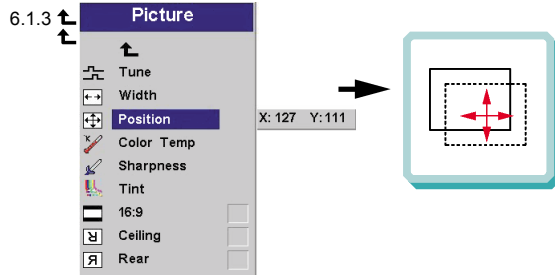 6.1.3
Picture
Tune
Width
Position X: 127 Y: 111
Color Temp
Sharpness
Tint
16:9
Ceiling
Rear